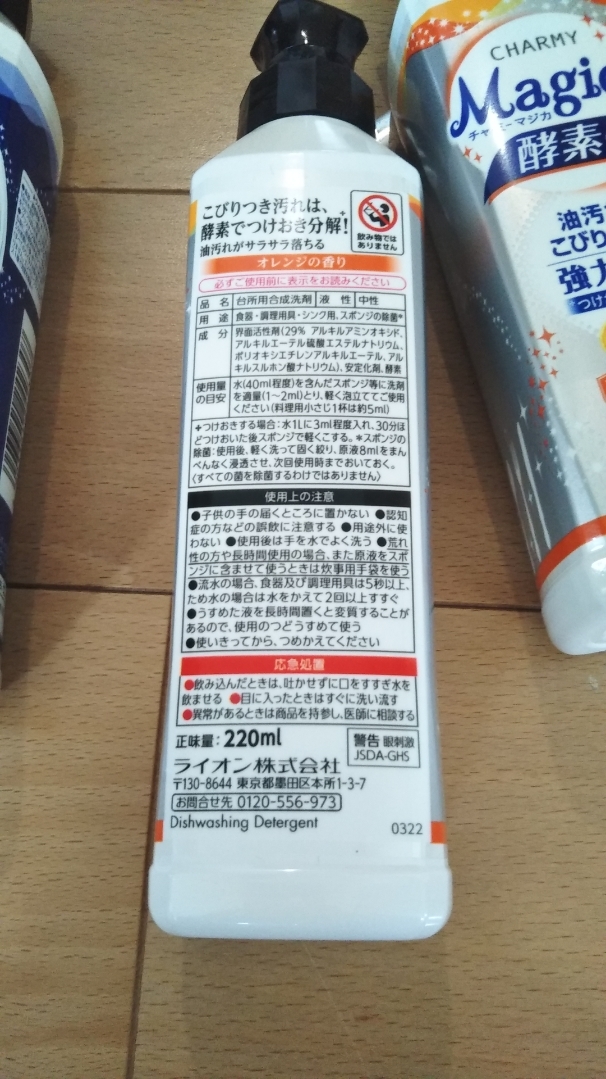 こびりつき汚れは、
酵素でつけおき分解!+
油汚れがサラサラ落ちる
飲み物では
ありません
オレンジの香り
必ずご使用前に表示をお読みください
品 名 台所用合成洗剤 液 性 中性
用 途 食器・調理用具・シンク用、スポンジの除菌*
成 分 界面活性剤(29% アルキルアミンオキシド、
アルキルエーテル硫酸エステルナトリウム、
ポリオキシエチレンアルキルエーテル、アル
キルスルホン酸ナトリウム)、安定化剤、酵素
使用量の目安 水(40ml程度)を含んだスポンジ等に洗剤
を適量(1~2ml)とり、軽く泡立ててご使用
ください(料理用小さじ1杯は約5ml)
+つけおきする場合:水1Lに3ml程度入れ、30分ほ
どつけおいた後スポンジで軽くこする。*スポンジの
除菌:使用後、軽く洗って固く絞り、原液8mlをまん
べんなく浸透させ、次回使用時までおいておく。
〈すべての菌を除菌するわけではありません〉
使用上の注意
●子供の手の届くところに置かない ●認知
症の方などの誤飲に注意する ●用途外に使
わない ●使用後は手を水でよく洗う ●荒れ
性の方や長時間使用の場合、また原液をスポ
ンジに含ませて使うときは炊事用手袋を使う
●流水の場合、食器及び調理用具は5秒以上、
ため水の場合は水をかえて2回以上すすぐ
●うすめた液を長時間置くと変質することが
あるので、使用のつどうすめて使う
●使いきってから、つめかえてください
応急処置
●飲み込んだときは、吐かせずに口をすすぎ水を
飲ませる ●目に入ったときはすぐに洗い流す
●異常があるときは商品を持参し、医師に相談する
正味量:220ml
警告 眼刺激
JSDA-GHS
ライオン株式会社
〒130-8644 東京都墨田区本所1-3-7
お問合せ先 0120-556-973
Dishwashing Detergent
0322
CHARMY
Magic
チャーミーマジカ
酵素
油汚
こびり
強力
つけ